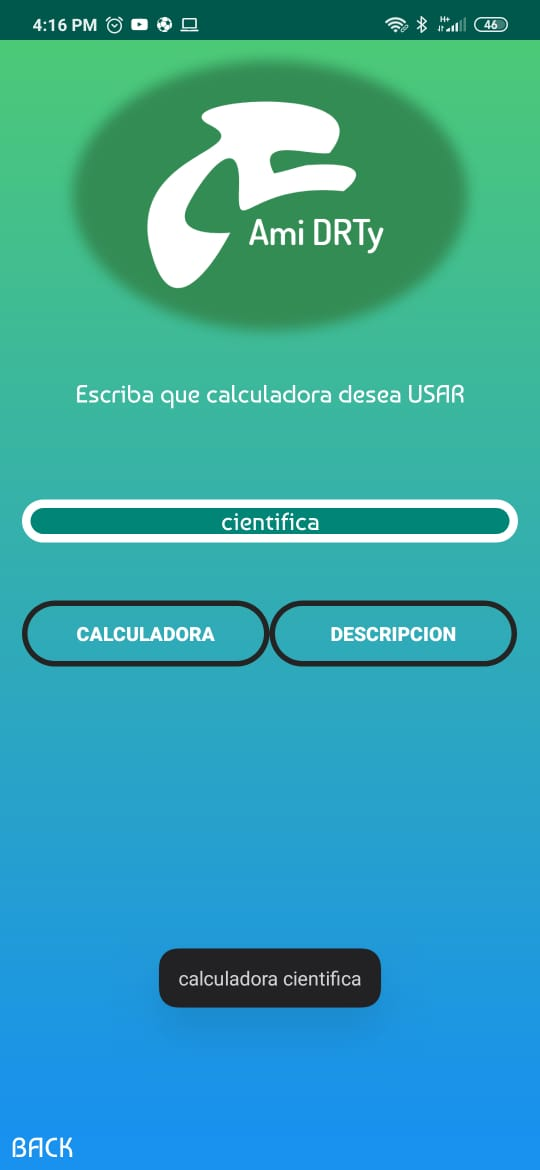 4:16 PM
H+
46
Ami DRTy
Escriba que calculadora desea USAR
cientifica
CALCULADORA
DESCRIPCION
calculadora cientifica
BACK